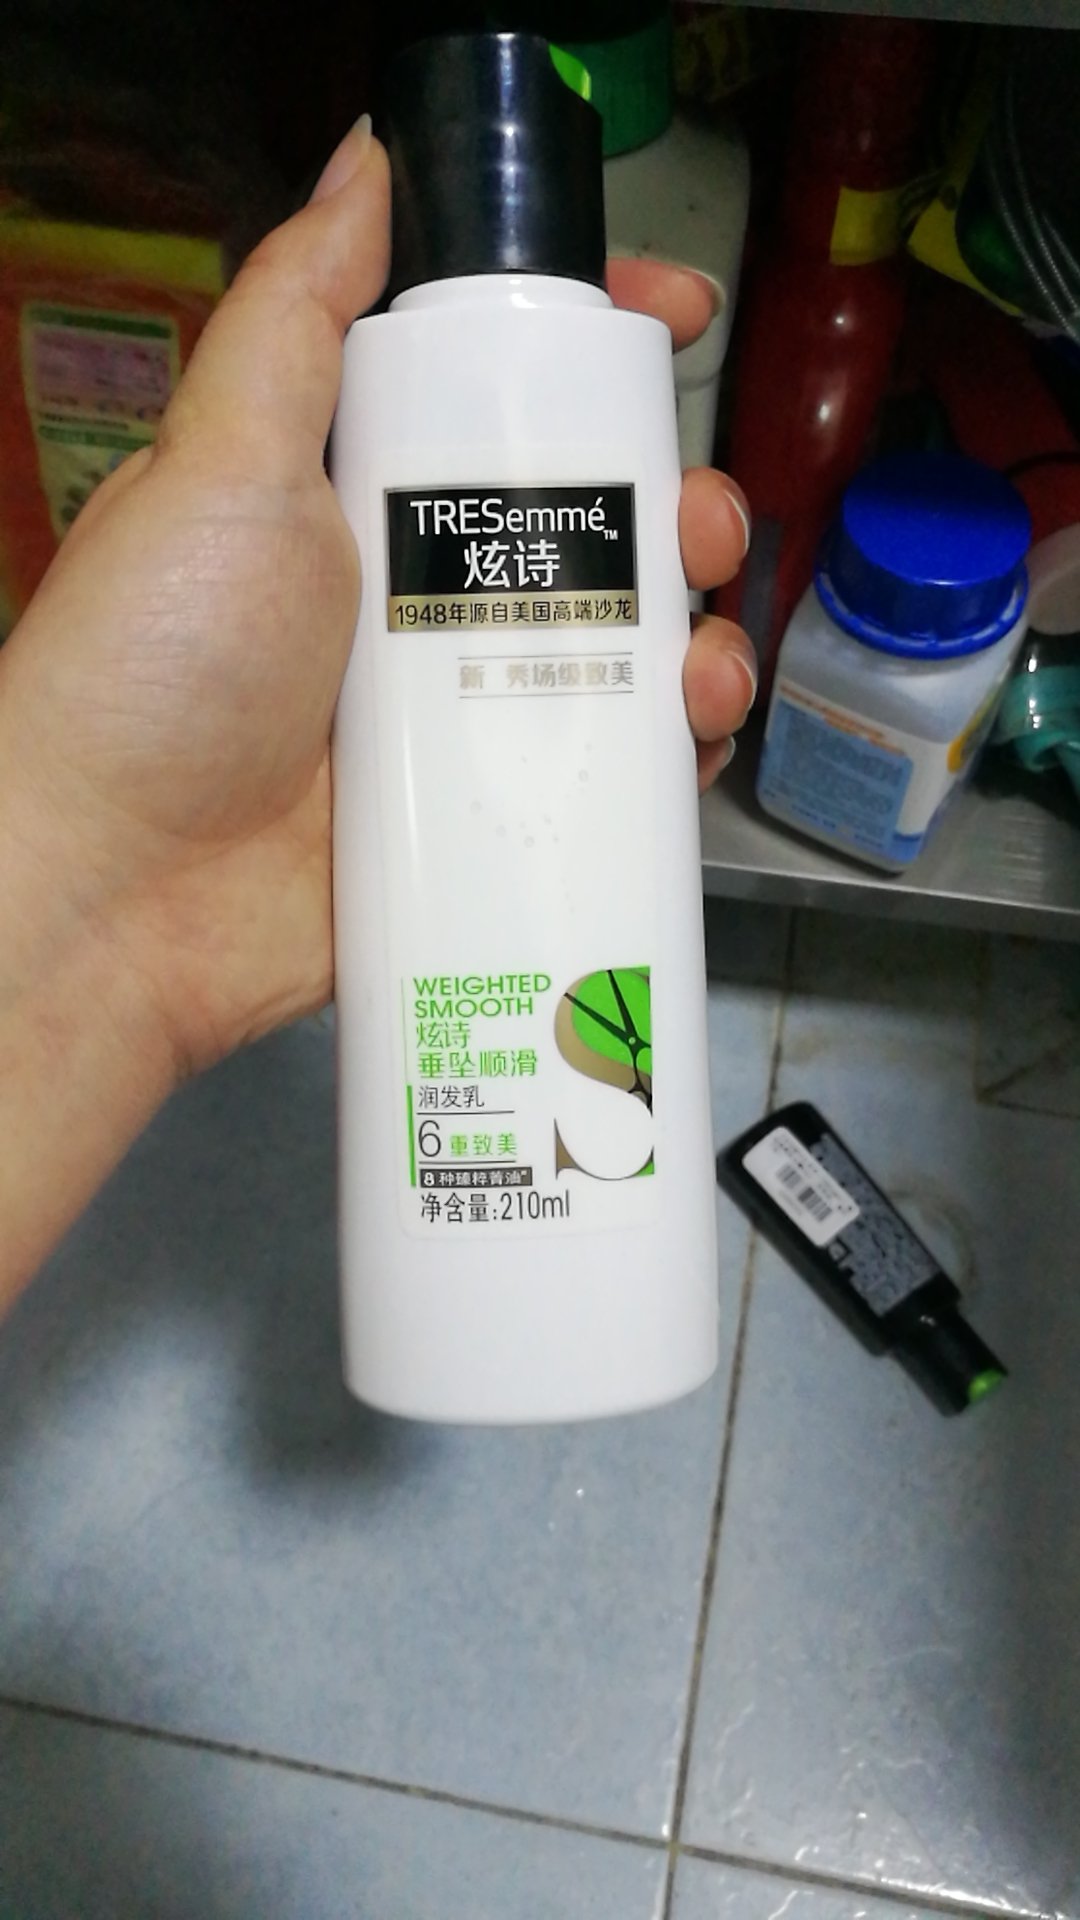 TRESemmé™
炫诗
1948年源自美国高端沙龙
新 秀场级致美
WEIGHTED
SMOOTH
炫诗
垂坠顺滑
润发乳
6重致美
8种臻粹菁油
净含量:210ml